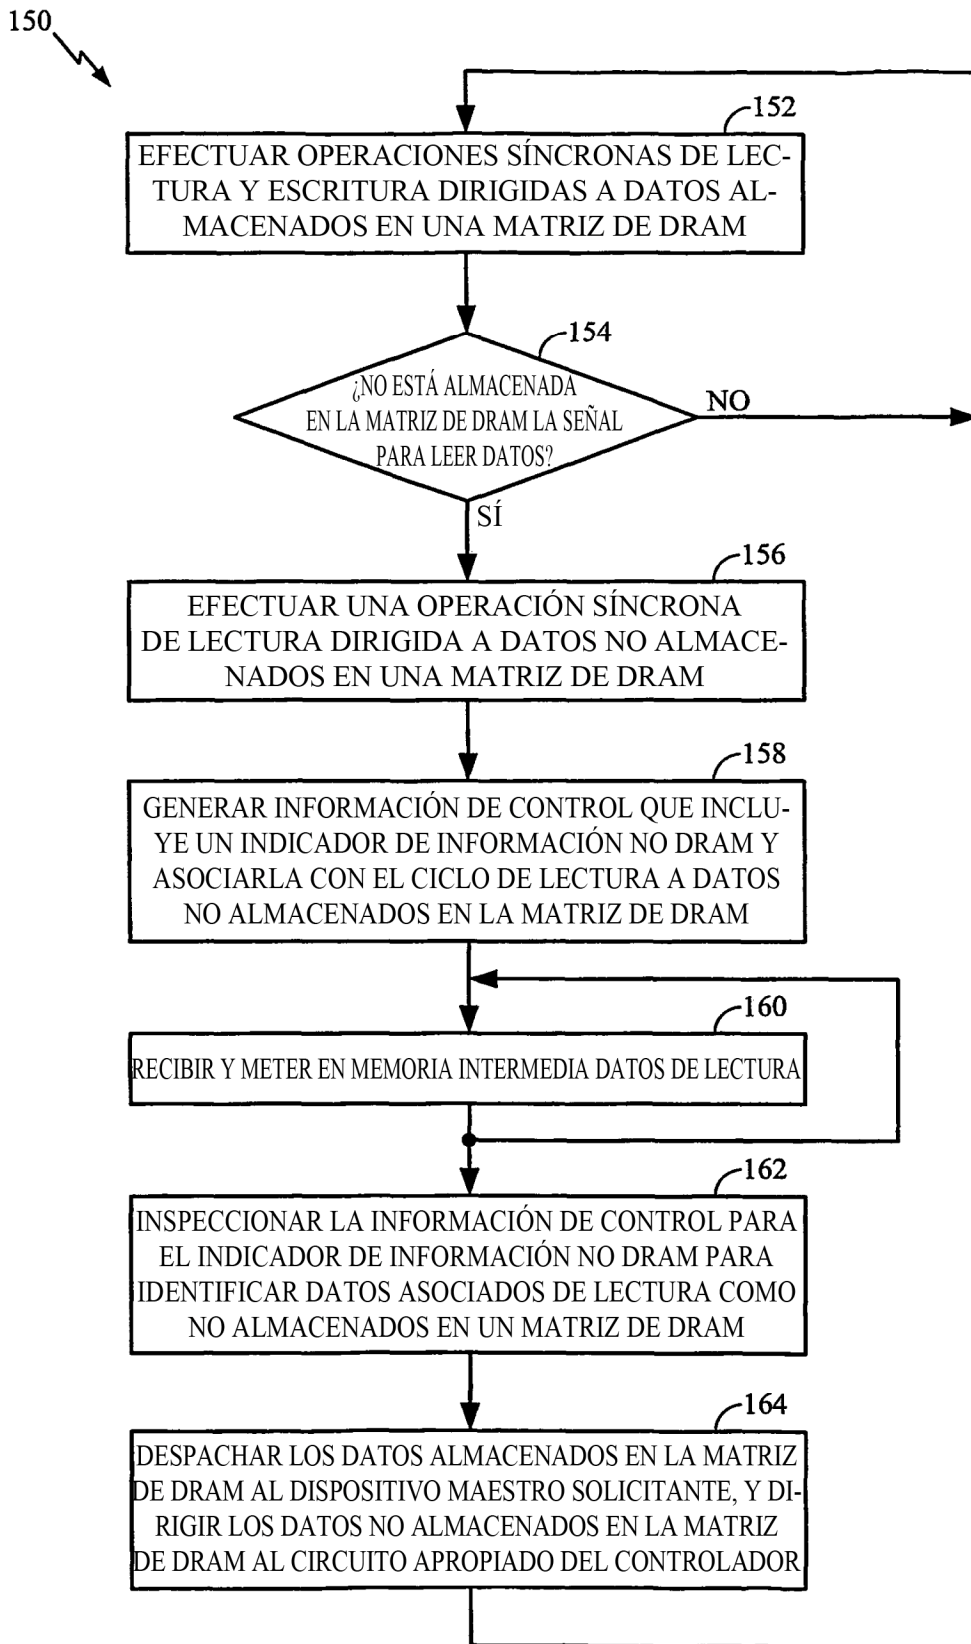 150
152
EFECTUAR OPERACIONES SÍNCRONAS DE LEC-
TURA Y ESCRITURA DIRIGIDAS A DATOS AL-
MACENADOS EN UNA MATRIZ DE DRAM
154
¿NO ESTÁ ALMACENADA
EN LA MATRIZ DE DRAM LA SEÑAL
PARA LEER DATOS?
NO
SÍ
156
EFECTUAR UNA OPERACIÓN SÍNCRONA
DE LECTURA DIRIGIDA A DATOS NO ALMACE-
NADOS EN UNA MATRIZ DE DRAM
158
GENERAR INFORMACIÓN DE CONTROL QUE INCLU-
YE UN INDICADOR DE INFORMACIÓN NO DRAM Y
ASOCIARLA CON EL CICLO DE LECTURA A DATOS
NO ALMACENADOS EN LA MATRIZ DE DRAM
160
RECIBIR Y METER EN MEMORIA INTERMEDIA DATOS DE LECTURA
162
INSPECCIONAR LA INFORMACIÓN DE CONTROL PARA
EL INDICADOR DE INFORMACIÓN NO DRAM PARA
IDENTIFICAR DATOS ASOCIADOS DE LECTURA COMO
NO ALMACENADOS EN UN MATRIZ DE DRAM
164
DESPACHAR LOS DATOS ALMACENADOS EN LA MATRIZ
DE DRAM AL DISPOSITIVO MAESTRO SOLICITANTE, Y DI-
RIGIR LOS DATOS NO ALMACENADOS EN LA MATRIZ
DE DRAM AL CIRCUITO APROPIADO DEL CONTROLADOR